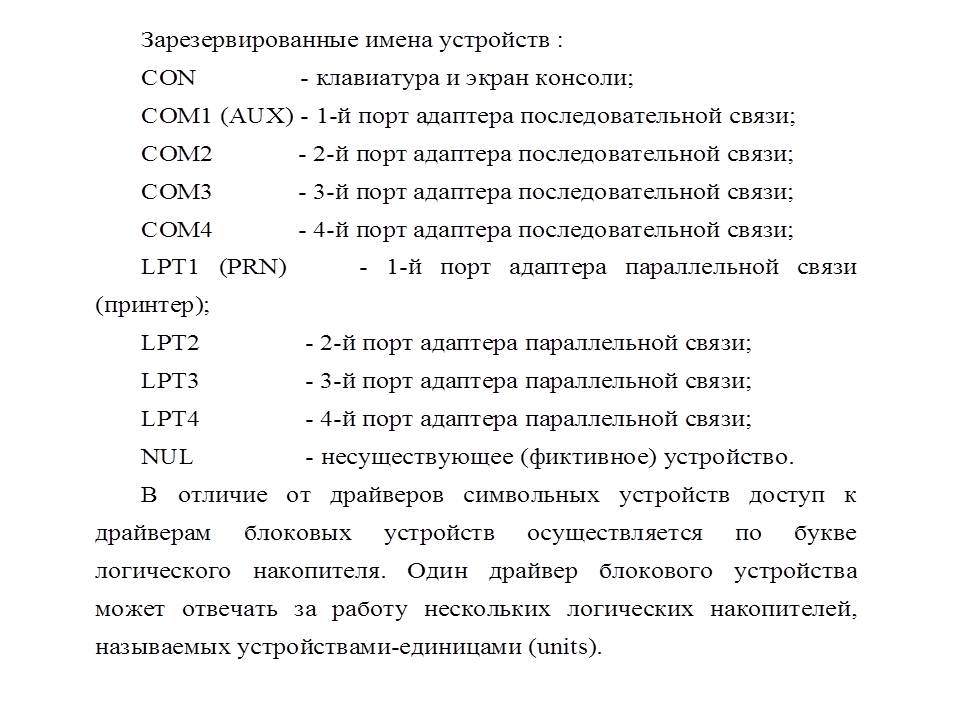 Зарезервированные имена устройств :
CON - клавиатура и экран консоли;
COM1 (AUX) - 1-й порт адаптера последовательной связи;
COM2 - 2-й порт адаптера последовательной связи;
COM3 - 3-й порт адаптера последовательной связи;
COM4 - 4-й порт адаптера последовательной связи;
LPT1 (PRN) - 1-й порт адаптера параллельной связи
(принтер);
LPT2 - 2-й порт адаптера параллельной связи;
LPT3 - 3-й порт адаптера параллельной связи;
LPT4 - 4-й порт адаптера параллельной связи;
NUL - несуществующее (фиктивное) устройство.
В отличие от драйверов символьных устройств доступ к
драйверам блоковых устройств осуществляется по букве
логического накопителя. Один драйвер блокового устройства
может отвечать за работу нескольких логических накопителей,
называемых устройствами-единицами (units).